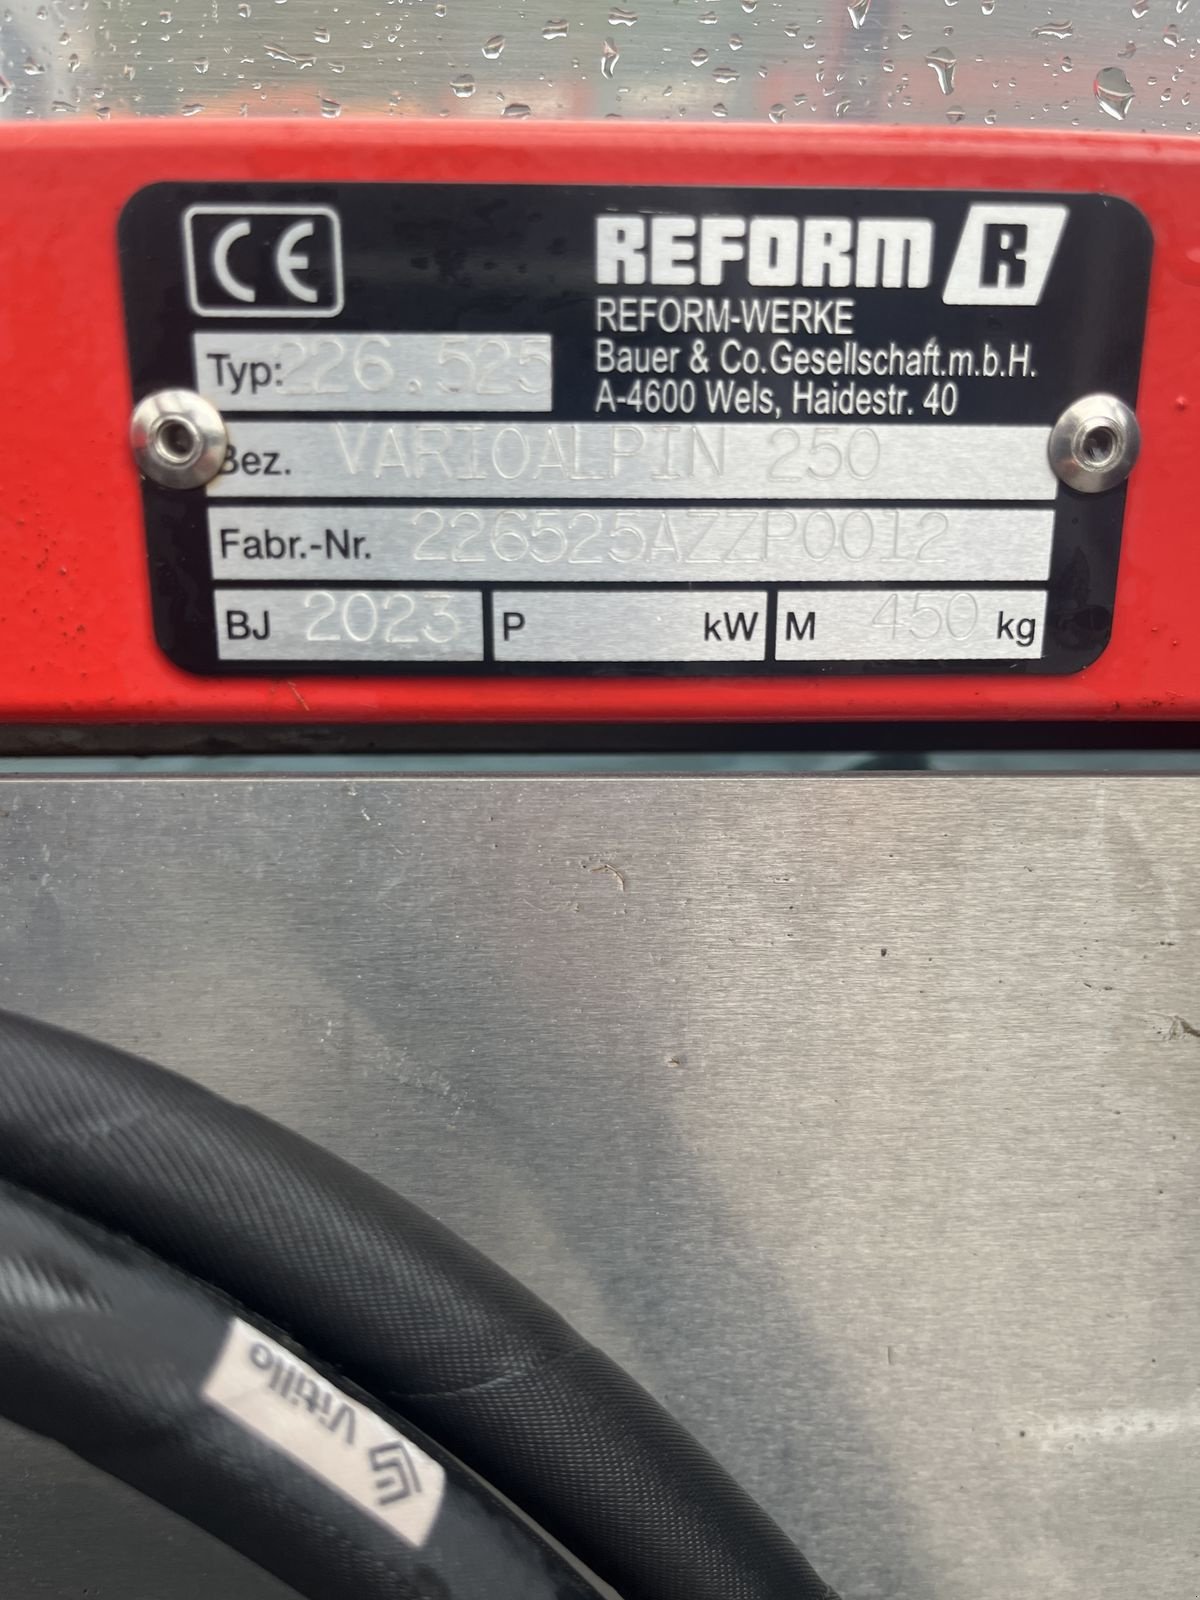 CE
REFORM R
REFORM-WERKE
Bauer & Co.Gesellschaft.m.b.H.
A-4600 Wels, Haidestr. 40
Typ: 226.525
Bez. VARIOALPIN 250
Fabr.-Nr. 226525AZZP0012
BJ 2023 P kW M 450 kg
Vitillo